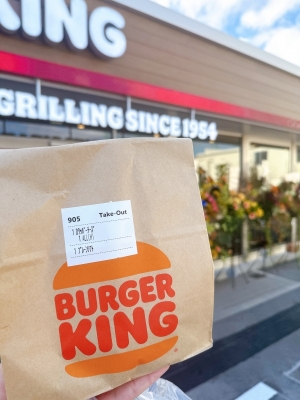 KING
GRILLING SINCE 1954
905 Take-Out
BURGER
KING
®